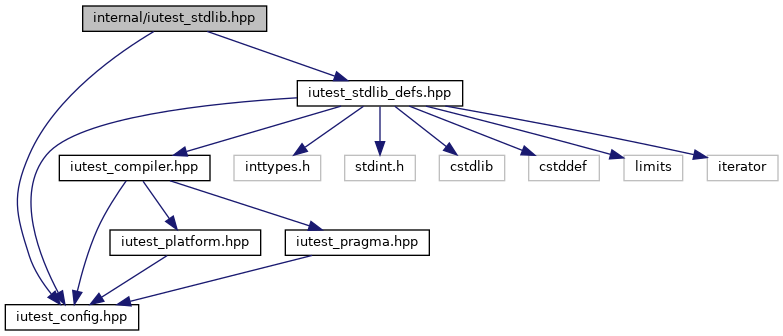 internal/iutest_stdlib.hpp
iutest_stdlib_defs.hpp
iutest_compiler.hpp
inttypes.h
stdint.h
cstdlib
cstddef
limits
iterator
iutest_platform.hpp
iutest_pragma.hpp
iutest_config.hpp